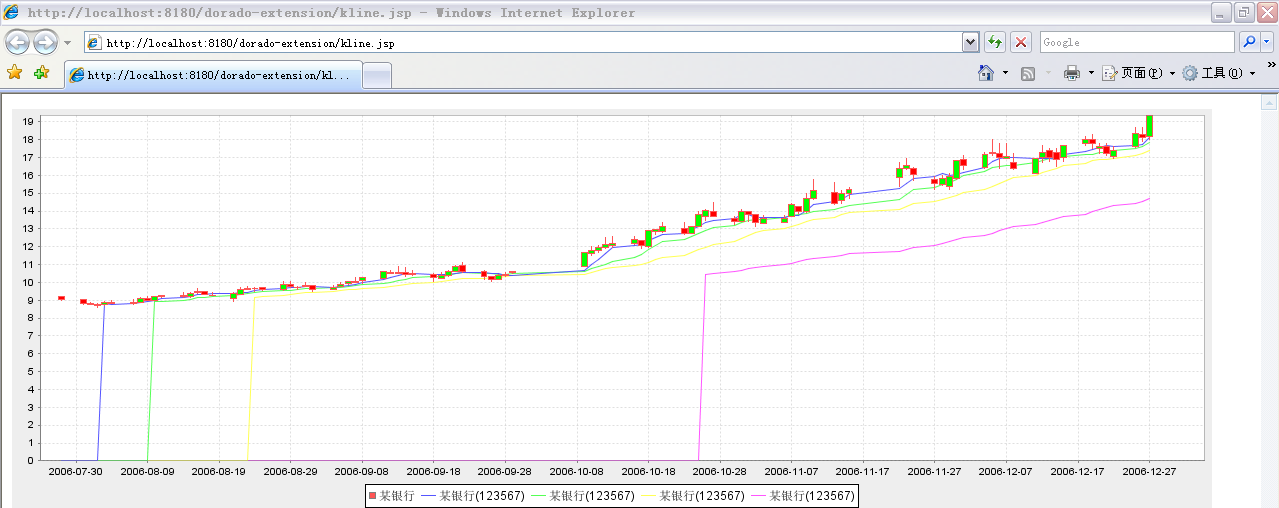 http://localhost:8180/dorado-extension/kline.jsp - Windows Internet Explorer
http://localhost:8180/dorado-extension/kline.jsp
Google
http://localhost:8180/dorado-extension/kl...
页面(P)
工具(O)
19
18
17
16
15
14
13
12
11
10
9
8
7
6
5
4
3
2
1
0
2006-07-30 2006-08-09 2006-08-19 2006-08-29 2006-09-08 2006-09-18 2006-09-28 2006-10-08 2006-10-18 2006-10-28 2006-11-07 2006-11-17 2006-11-27 2006-12-07 2006-12-17 2006-12-27
某银行 某银行(123567) 某银行(123567) 某银行(123567) 某银行(123567)